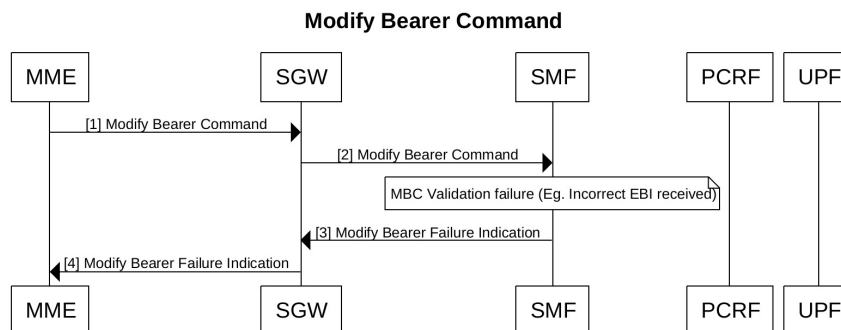 Modify Bearer Command
MME SGW SMF PCRF UPF
[1] Modify Bearer Command
[2] Modify Bearer Command
MBC Validation failure (Eg. Incorrect EBI received)
[3] Modify Bearer Failure Indication
[4] Modify Bearer Failure Indication
MME SGW SMF PCRF UPF